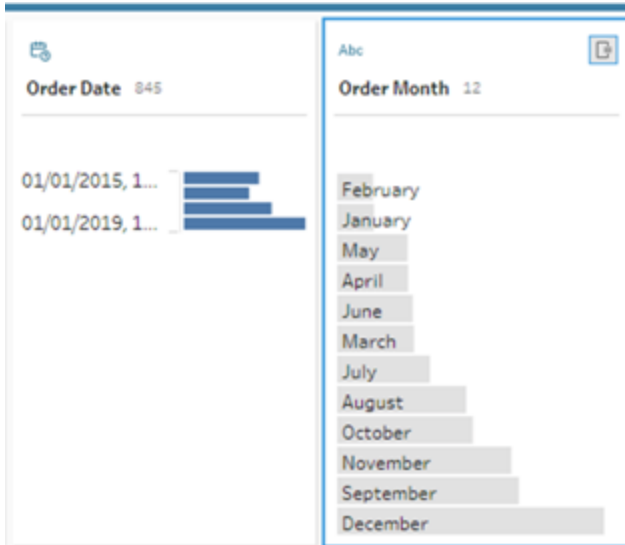 Order Date 845
01/01/2015, 1...
01/01/2019, 1...
Abc
Order Month 12
February
January
May
April
June
March
July
August
October
November
September
December